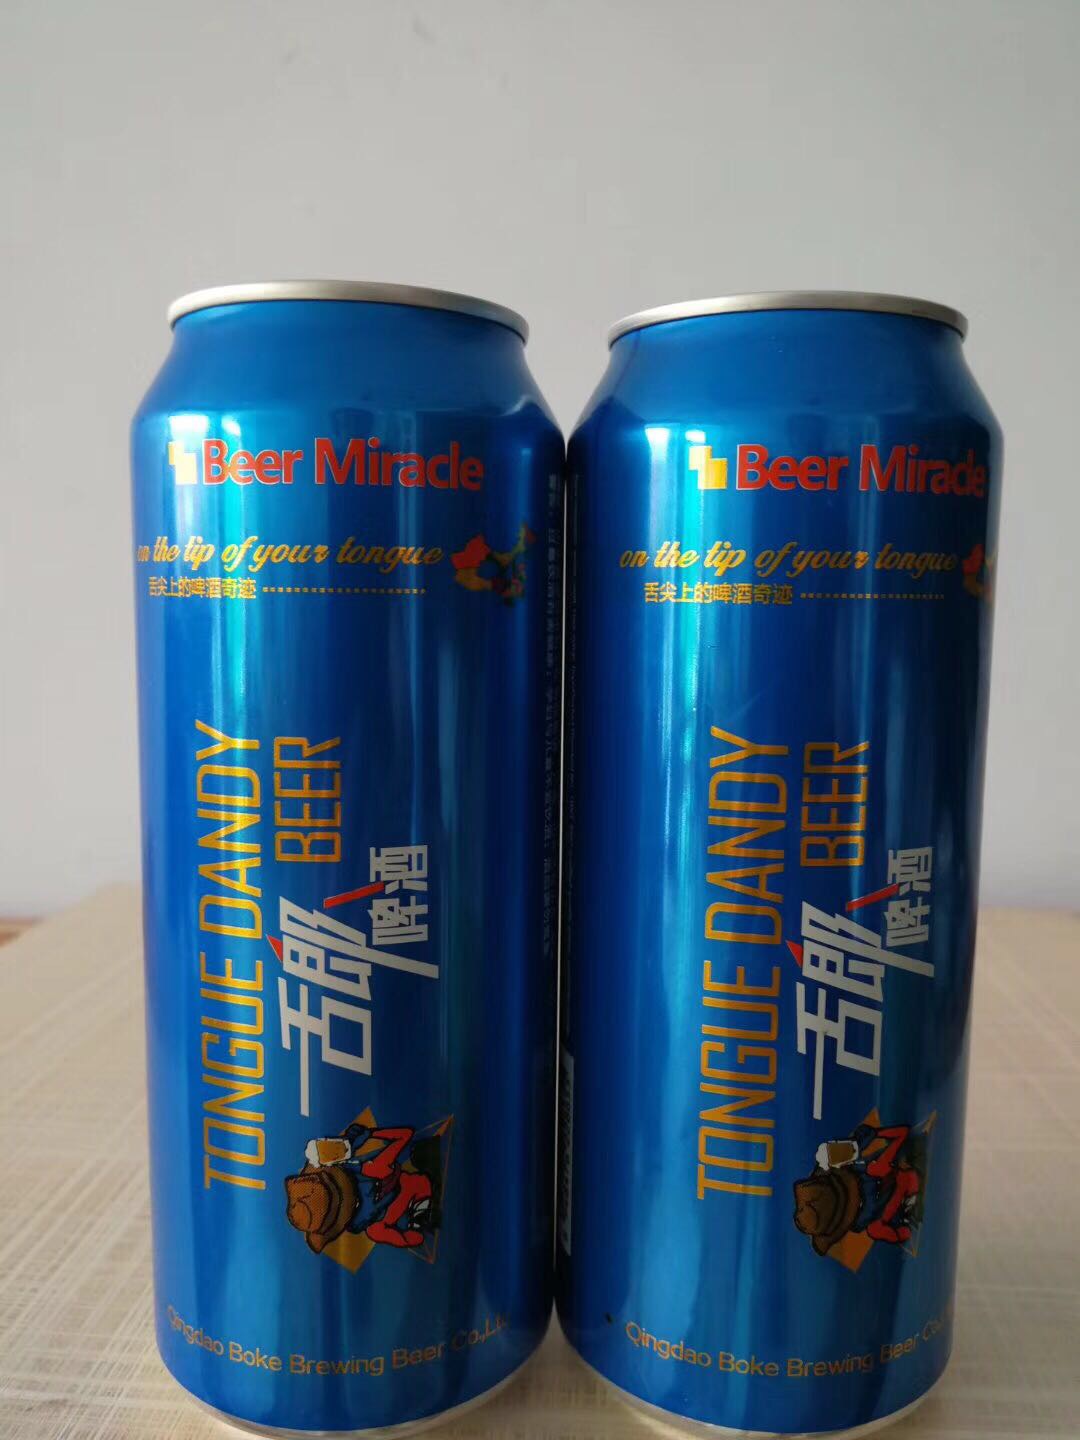 Beer Miracle
on the tip of your tongue
舌尖上的啤酒奇迹
TONGUE DANDY
BEER
舌郎
啤酒
Qingdao Boke Brewing Beer Co.,
Beer Miracle
on the tip of your tongue
舌尖上的啤酒奇迹
TONGUE DANDY
BEER
舌郎
啤酒
Qingdao Boke Brewing Beer